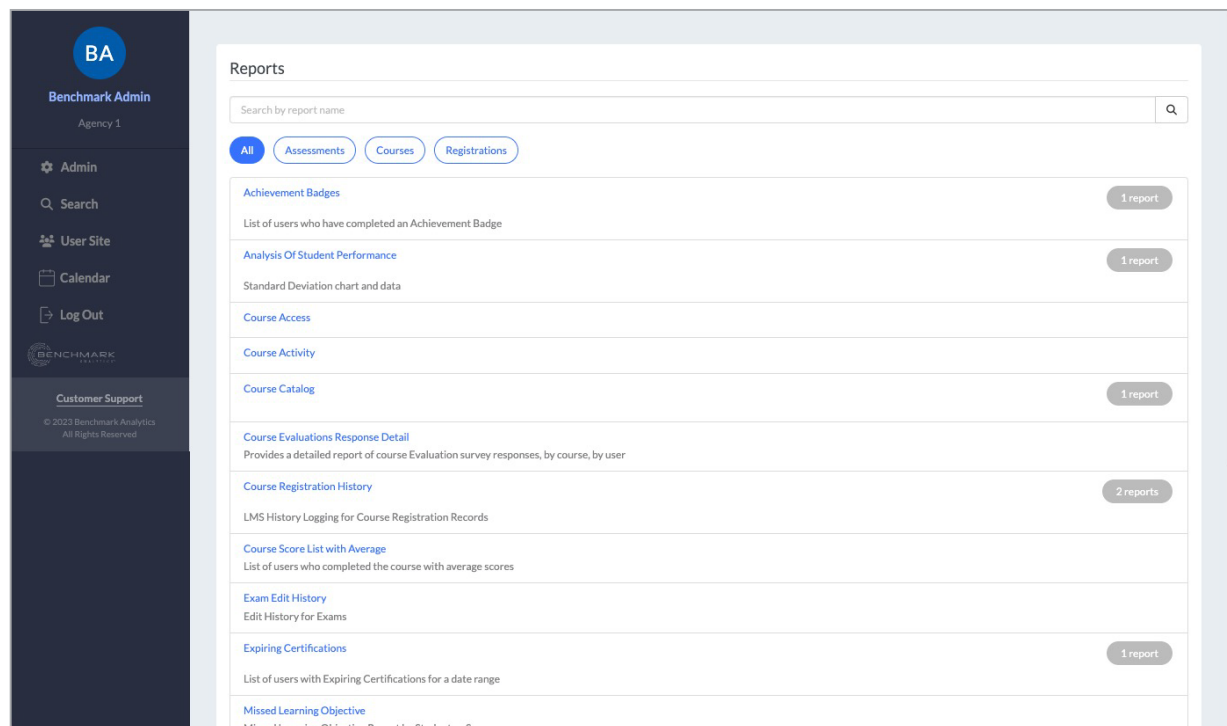 BA
Benchmark Admin
Agency 1
Admin
Search
User Site
Calendar
Log Out
BENCHMARK
ANALYTICS
Customer Support
© 2023 Benchmark Analytics
All Rights Reserved
Reports
Search by report name
All Assessments Courses Registrations
Achievement Badges
1 report
List of users who have completed an Achievement Badge
Analysis Of Student Performance
1 report
Standard Deviation chart and data
Course Access
Course Activity
Course Catalog
1 report
Course Evaluations Response Detail
Provides a detailed report of course Evaluation survey responses, by course, by user
Course Registration History
2 reports
LMS History Logging for Course Registration Records
Course Score List with Average
List of users who completed the course with average scores
Exam Edit History
Edit History for Exams
Expiring Certifications
1 report
List of users with Expiring Certifications for a date range
Missed Learning Objective